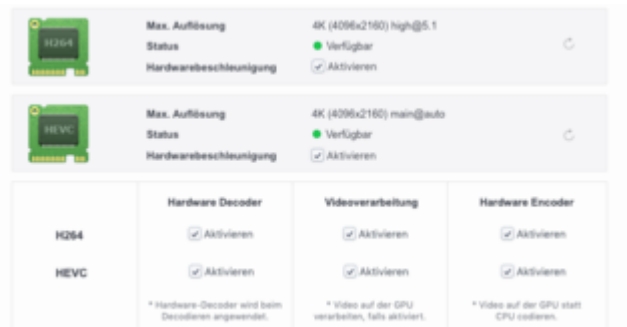 H264
Max. Auflösung 4K (4096x2160) high@5.1
Status Verfügbar
Hardwarebeschleunigung Aktivieren
HEVC
Max. Auflösung 4K (4096x2160) main@auto
Status Verfügbar
Hardwarebeschleunigung Aktivieren
Hardware Decoder Videoverarbeitung Hardware Encoder
H264 Aktivieren Aktivieren Aktivieren
HEVC Aktivieren Aktivieren Aktivieren
* Hardware-Decoder wird beim * Video auf der GPU * Video auf der GPU statt
Decodieren angewendet. verarbeiten, falls aktiviert. CPU codieren.